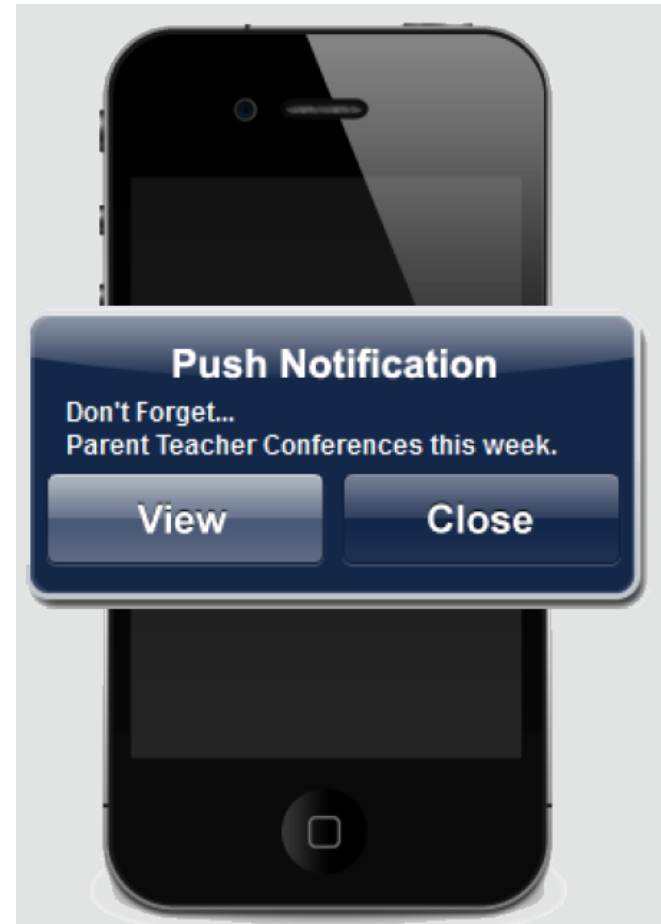 Push Notification
Don't Forget...
Parent Teacher Conferences this week.
View Close